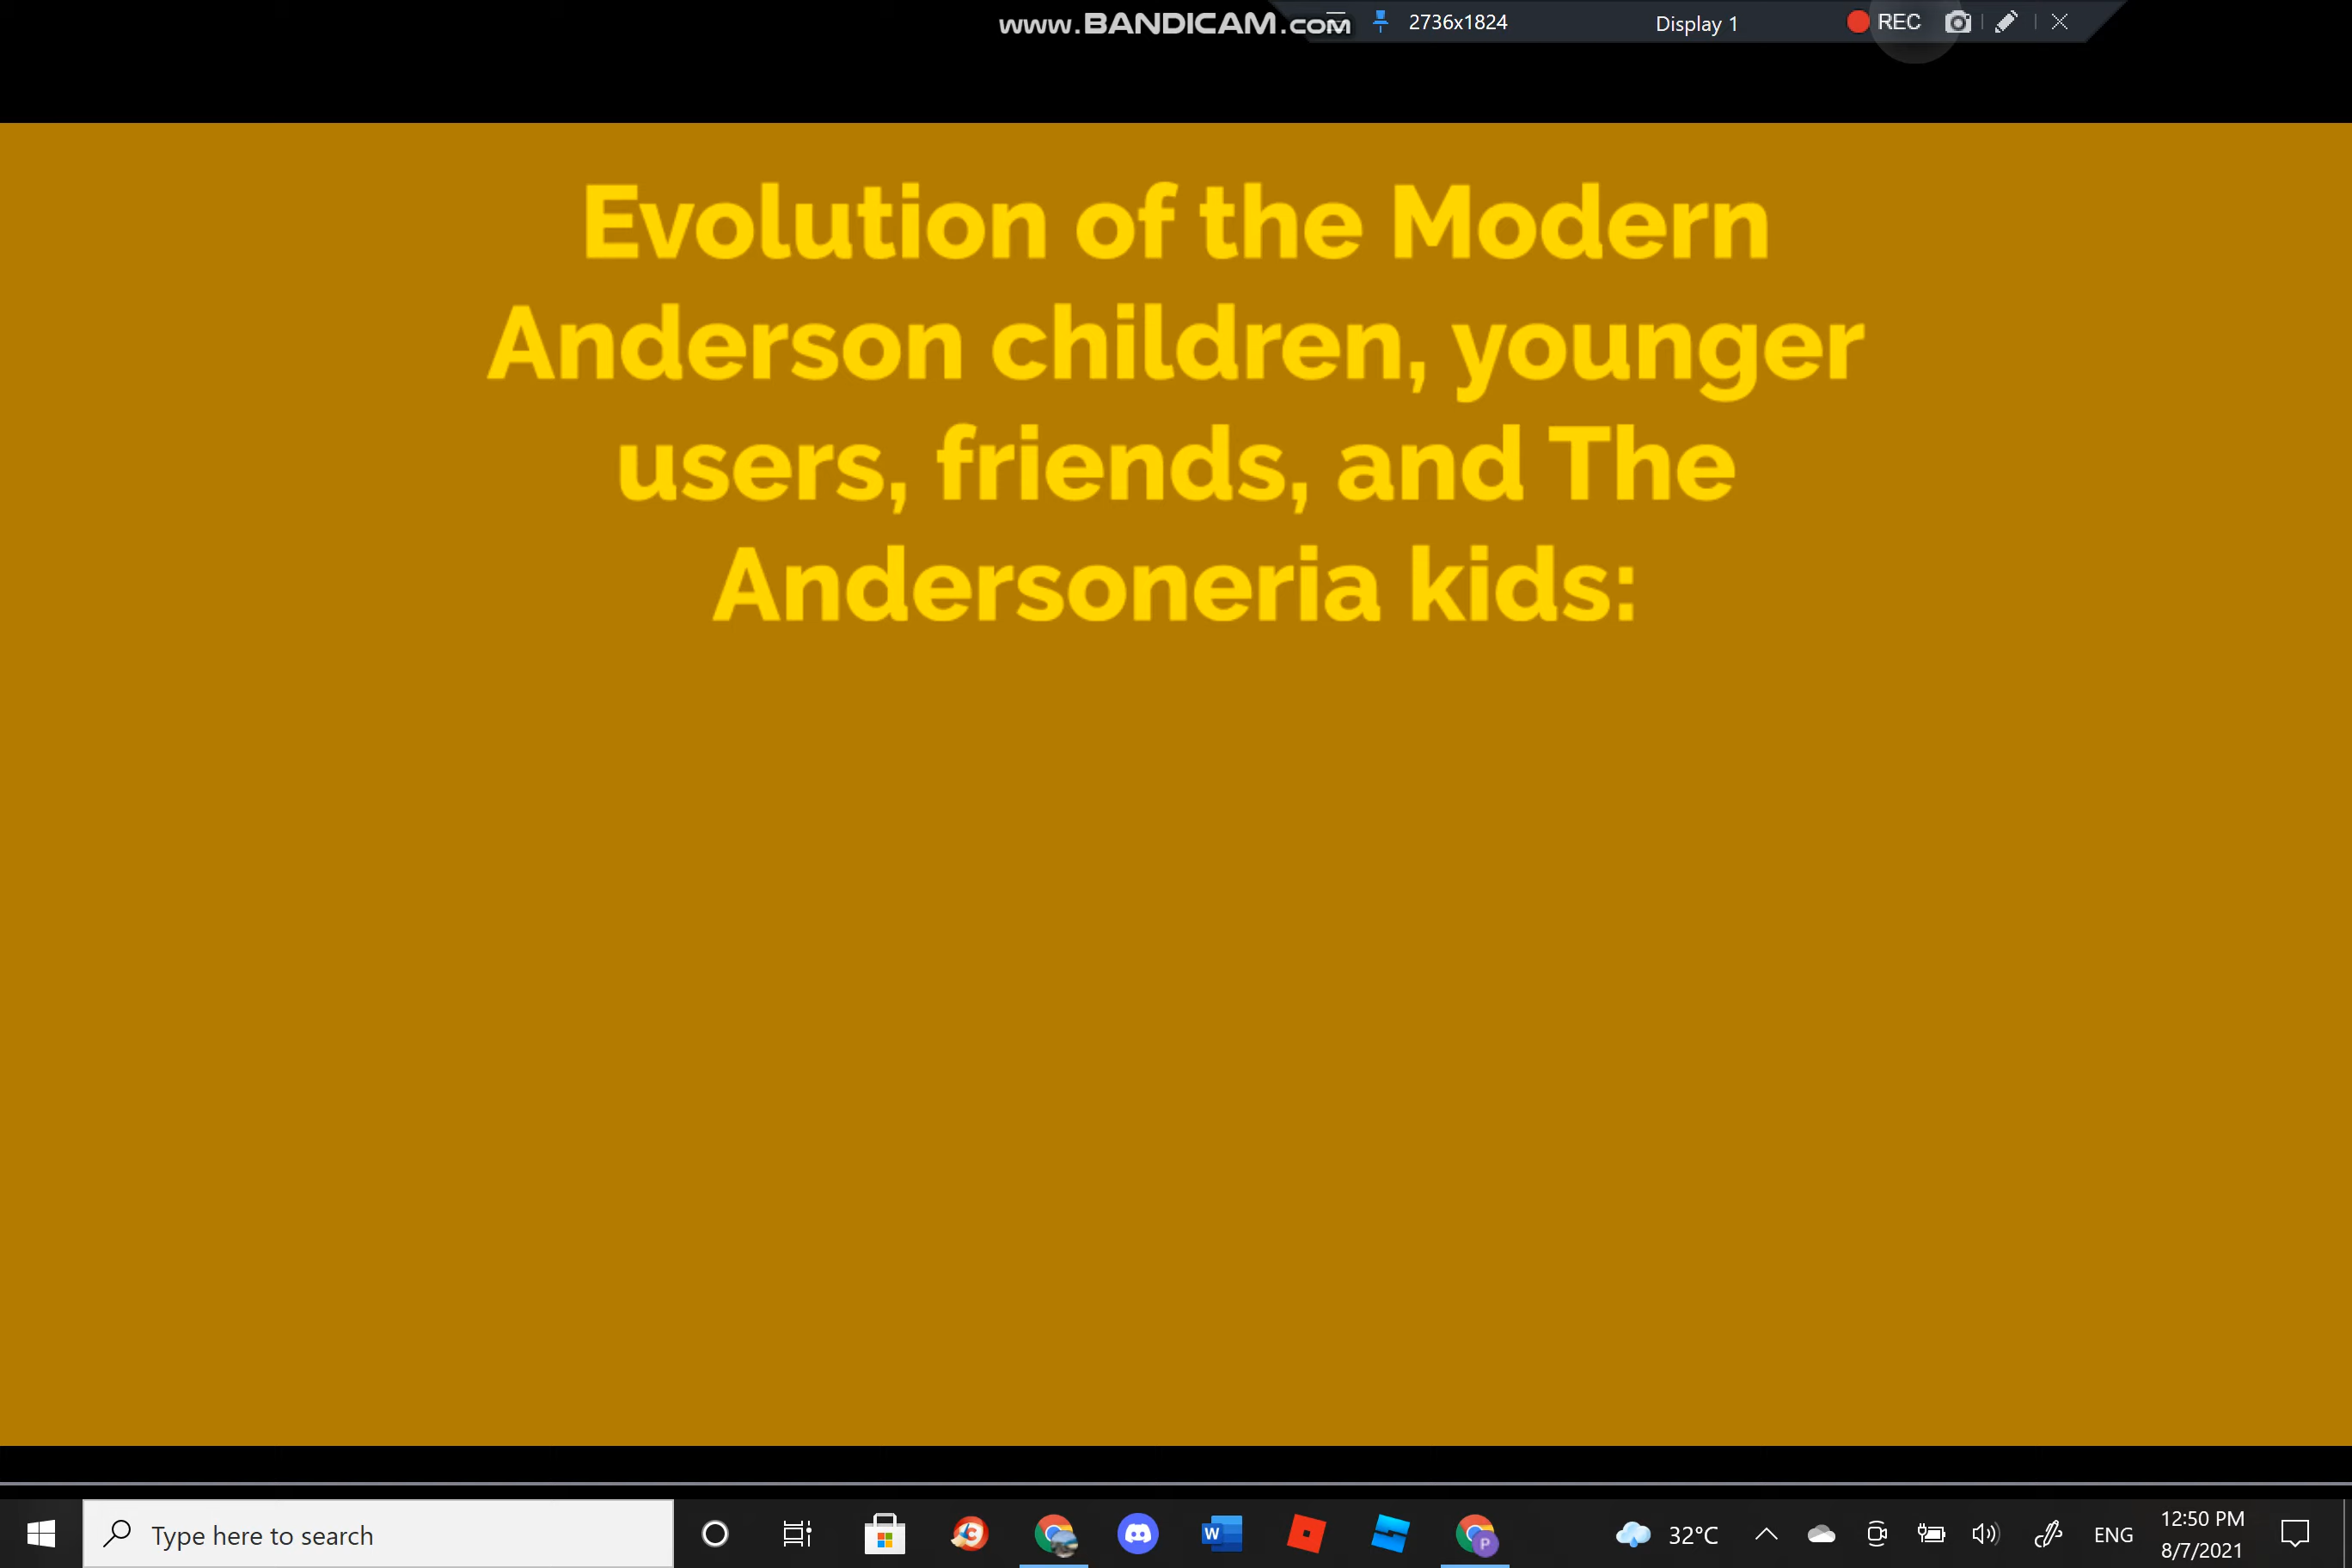 www.BANDICAM.com 2736x1824 Display 1 REC
Evolution of the Modern
Anderson children, younger
users, friends, and The
Andersoneria kids:
Type here to search
W
P
32°C
ENG
12:50 PM
8/7/2021